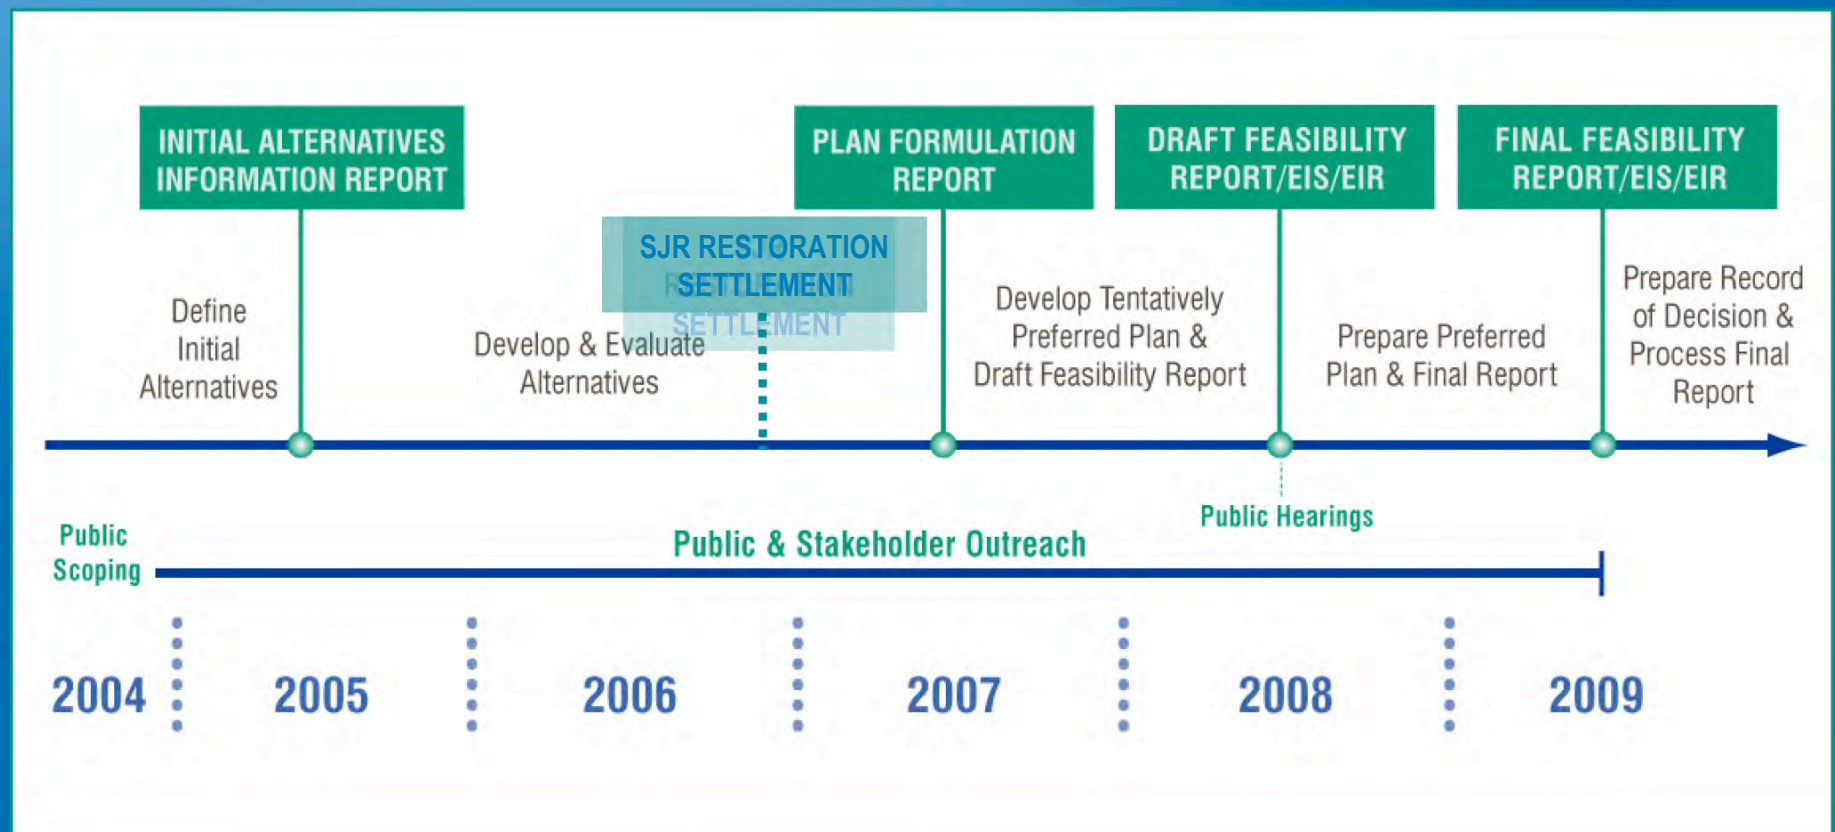 INITIAL ALTERNATIVES
INFORMATION REPORT
PLAN FORMULATION
REPORT
DRAFT FEASIBILITY
REPORT/EIS/EIR
FINAL FEASIBILITY
REPORT/EIS/EIR
SJR RESTORATION
SETTLEMENT
SETTLEMENT
Define
Initial
Alternatives
Develop & Evaluate
Alternatives
Develop Tentatively
Preferred Plan &
Draft Feasibility Report
Prepare Preferred
Plan & Final Report
Prepare Record
of Decision &
Process Final
Report
Public
Scoping
Public & Stakeholder Outreach
Public Hearings
2004
2005
2006
2007
2008
2009